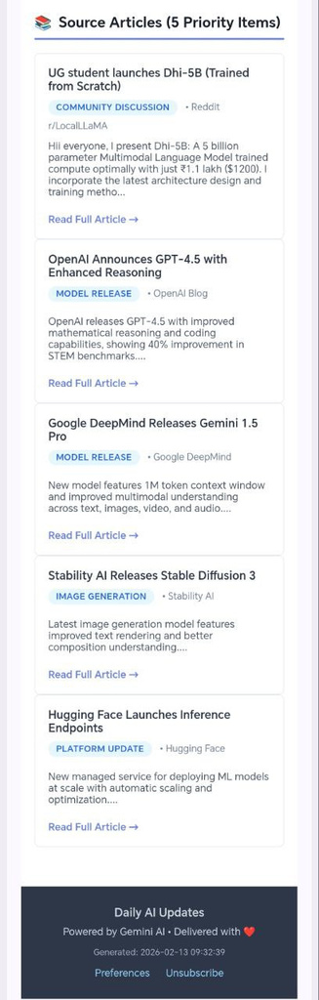 📚 Source Articles (5 Priority Items)
UG student launches Dhi-5B (Trained
from Scratch)
COMMUNITY DISCUSSION • Reddit
r/LocalLLaMA
Hii everyone, I present Dhi-5B: A 5 billion
parameter Multimodal Language Model trained
compute optimally with just ₹1.1 lakh ($1200). I
incorporate the latest architecture design and
training metho...
Read Full Article →
OpenAI Announces GPT-4.5 with
Enhanced Reasoning
MODEL RELEASE • OpenAI Blog
OpenAI releases GPT-4.5 with improved
mathematical reasoning and coding
capabilities, showing 40% improvement in
STEM benchmarks....
Read Full Article →
Google DeepMind Releases Gemini 1.5
Pro
MODEL RELEASE • Google DeepMind
New model features 1M token context window
and improved multimodal understanding
across text, images, video, and audio....
Read Full Article →
Stability AI Releases Stable Diffusion 3
IMAGE GENERATION • Stability AI
Latest image generation model features
improved text rendering and better
composition understanding....
Read Full Article →
Hugging Face Launches Inference
Endpoints
PLATFORM UPDATE • Hugging Face
New managed service for deploying ML models
at scale with automatic scaling and
optimization....
Read Full Article →
Daily AI Updates
Powered by Gemini AI • Delivered with ❤️
Generated: 2026-02-13 09:32:39
Preferences Unsubscribe